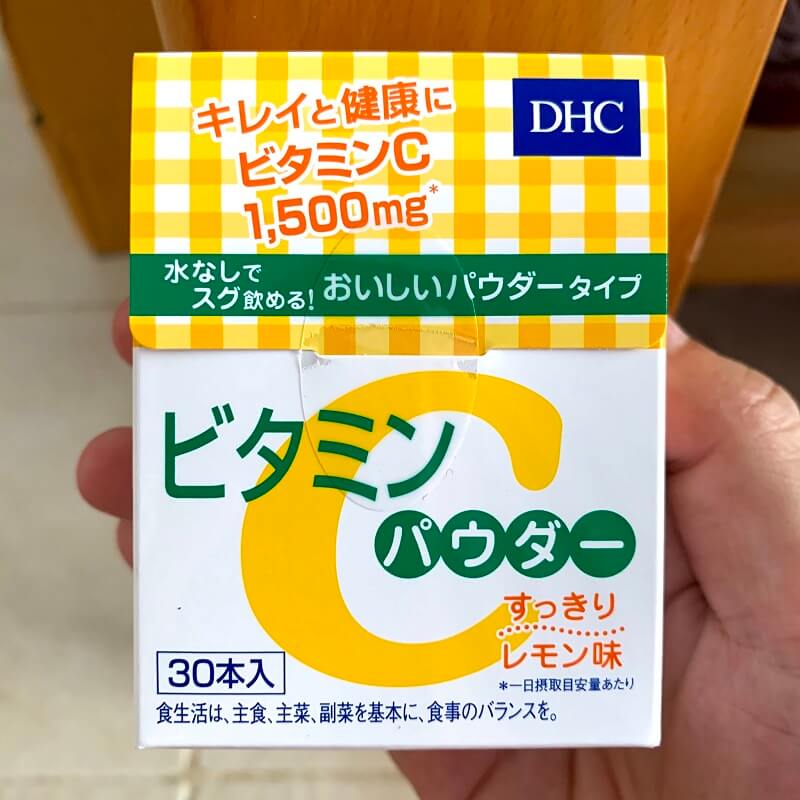 キレイと健康に
DHC
ビタミンC
1,500mg*
水なしで
スグ飲める!
おいしいパウダータイプ
ビタミン
C
パウダー
すっきり
レモン味
30本入
*一日摂取目安量あたり
食生活は、主食、主菜、副菜を基本に、食事のバランスを。